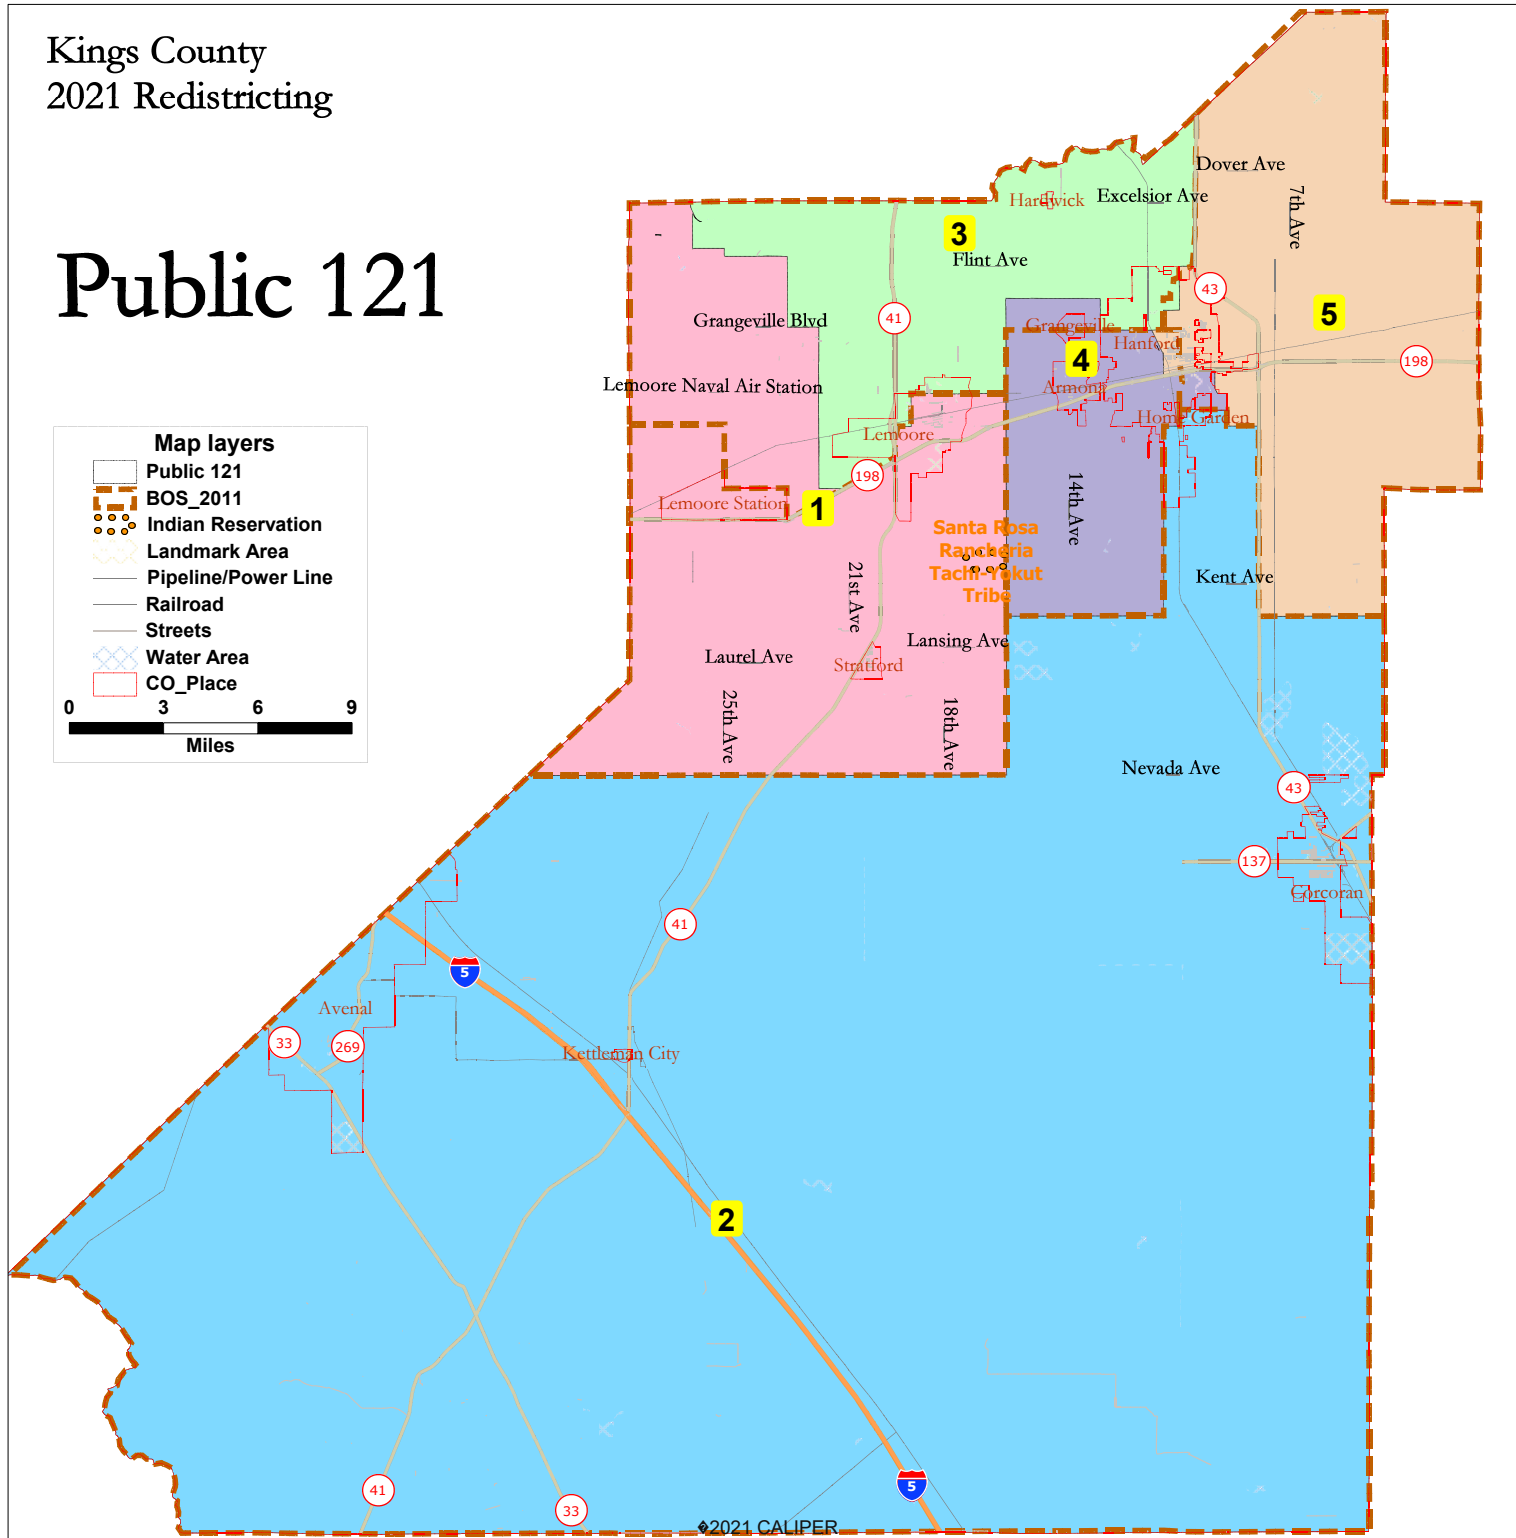 Kings County
2021 Redistricting
Public 121
Map layers
Public 121
BOS_2011
Indian Reservation
Landmark Area
Pipeline/Power Line
Railroad
Streets
Water Area
CO_Place
0 3 6 9
Miles
Dover Ave
Hardwick
Excelsior Ave
7th Ave
3
Flint Ave
43
5
41
Grangeville Blvd
Grangeville
Hanford
4
198
Lemoore Naval Air Station
Armona
Home Garden
Lemoore
198
Lemoore Station
1
14th Ave
Santa Rosa
Rancheria
Tachi-Yokut
Tribe
21st Ave
Kent Ave
Lansing Ave
Laurel Ave
Stratford
25th Ave
18th Ave
Nevada Ave
43
137
Corcoran
41
5
Avenal
33
269
Kettleman City
2
41
33
5
�2021 CALIPER